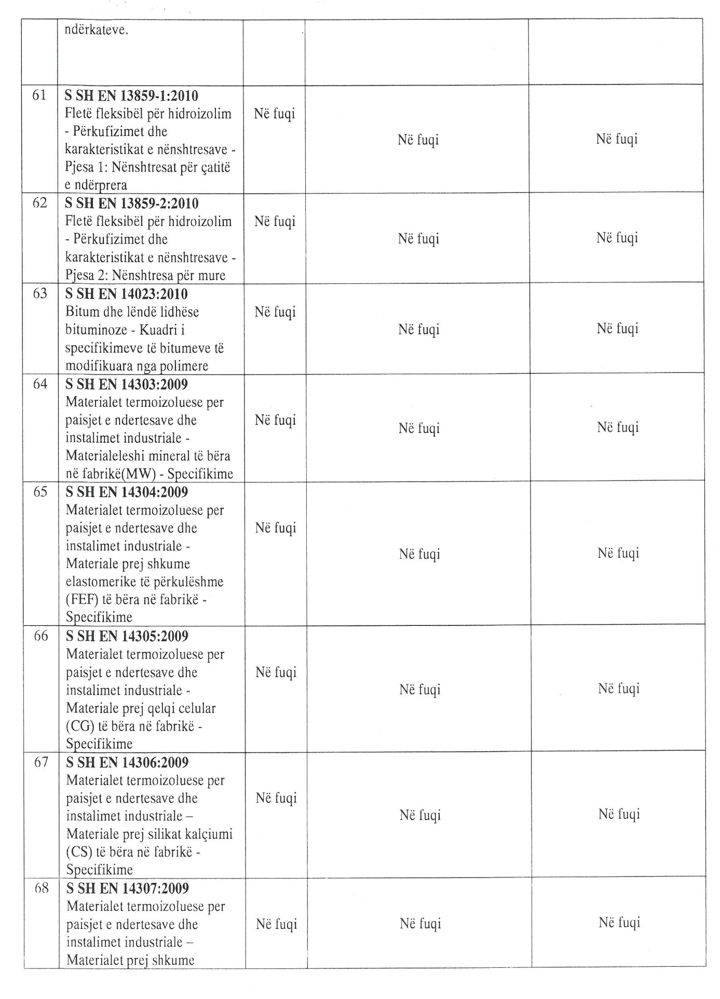 ndërkateve.
61
S SH EN 13859-1:2010
Fletë fleksibël për hidroizolim
- Përkufizimet dhe
karakteristikat e nënshtresave -
Pjesa 1: Nënshtresat për çatitë
e ndërprera
Në fuqi
Në fuqi
Në fuqi
62
S SH EN 13859-2:2010
Fletë fleksibël për hidroizolim
- Përkufizimet dhe
karakteristikat e nënshtresave -
Pjesa 2: Nënshtresa për mure
Në fuqi
Në fuqi
Në fuqi
63
S SH EN 14023:2010
Bitum dhe lëndë lidhëse
bituminoze - Kuadri i
specifikimeve të bitumeve të
modifikuara nga polimere
Në fuqi
Në fuqi
Në fuqi
64
S SH EN 14303:2009
Materialet termoizoluese per
paisjet e ndertesave dhe
instalimet industriale -
Materialeleshi mineral të bëra
në fabrikë(MW) - Specifikime
Në fuqi
Në fuqi
Në fuqi
65
S SH EN 14304:2009
Materialet termoizoluese per
paisjet e ndertesave dhe
instalimet industriale -
Materiale prej shkume
elastomerike të përkulëshme
(FEF) të bëra në fabrikë -
Specifikime
Në fuqi
Në fuqi
Në fuqi
66
S SH EN 14305:2009
Materialet termoizoluese per
paisjet e ndertesave dhe
instalimet industriale -
Materiale prej qelqi celular
(CG) të bëra në fabrikë -
Specifikime
Në fuqi
Në fuqi
Në fuqi
67
S SH EN 14306:2009
Materialet termoizoluese per
paisjet e ndertesave dhe
instalimet industriale –
Materiale prej silikat kalçiumi
(CS) të bëra në fabrikë -
Specifikime
Në fuqi
Në fuqi
Në fuqi
68
S SH EN 14307:2009
Materialet termoizoluese per
paisjet e ndertesave dhe
instalimet industriale –
Materialet prej shkume
Në fuqi
Në fuqi
Në fuqi